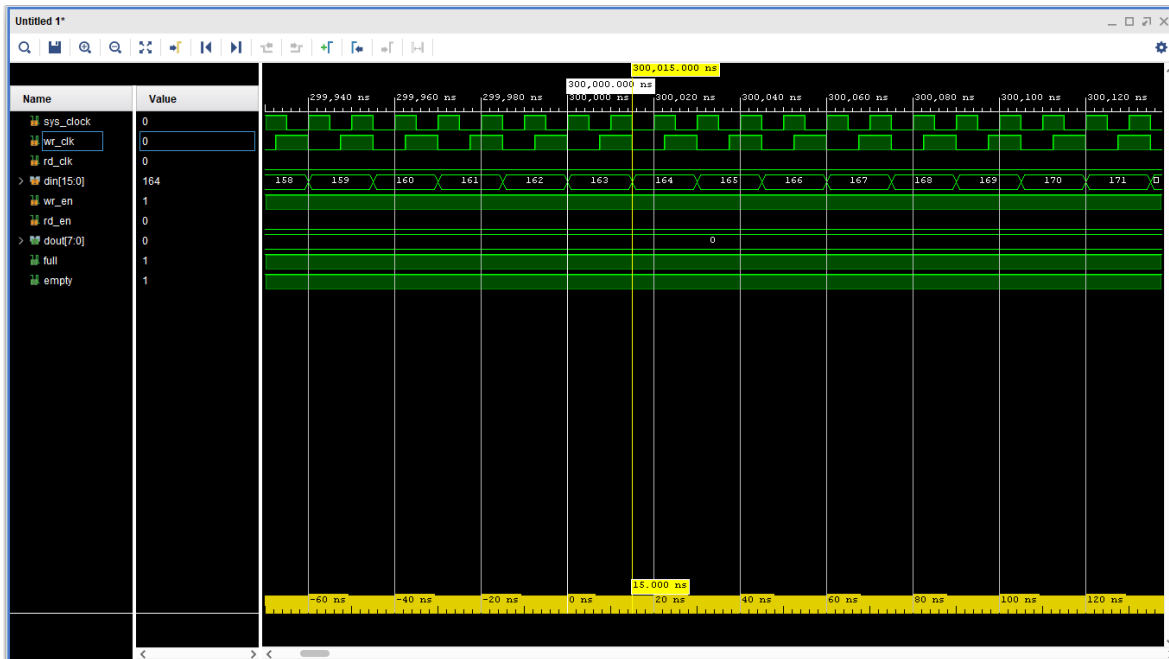 Untitled 1*
300,015.000 ns
300,000.000 ns
Name Value
299,940 ns 299,960 ns 299,980 ns 300,000 ns 300,020 ns 300,040 ns 300,060 ns 300,080 ns 300,100 ns 300,120 ns
sys_clock 0
wr_clk 0
rd_clk 0
din[15:0] 164 158 159 160 161 162 163 164 165 166 167 168 169 170 171
wr_en 1
rd_en 0
dout[7:0] 0 0
full 1
empty 1
15.000 ns
-60 ns -40 ns -20 ns 0 ns 20 ns 40 ns 60 ns 80 ns 100 ns 120 ns